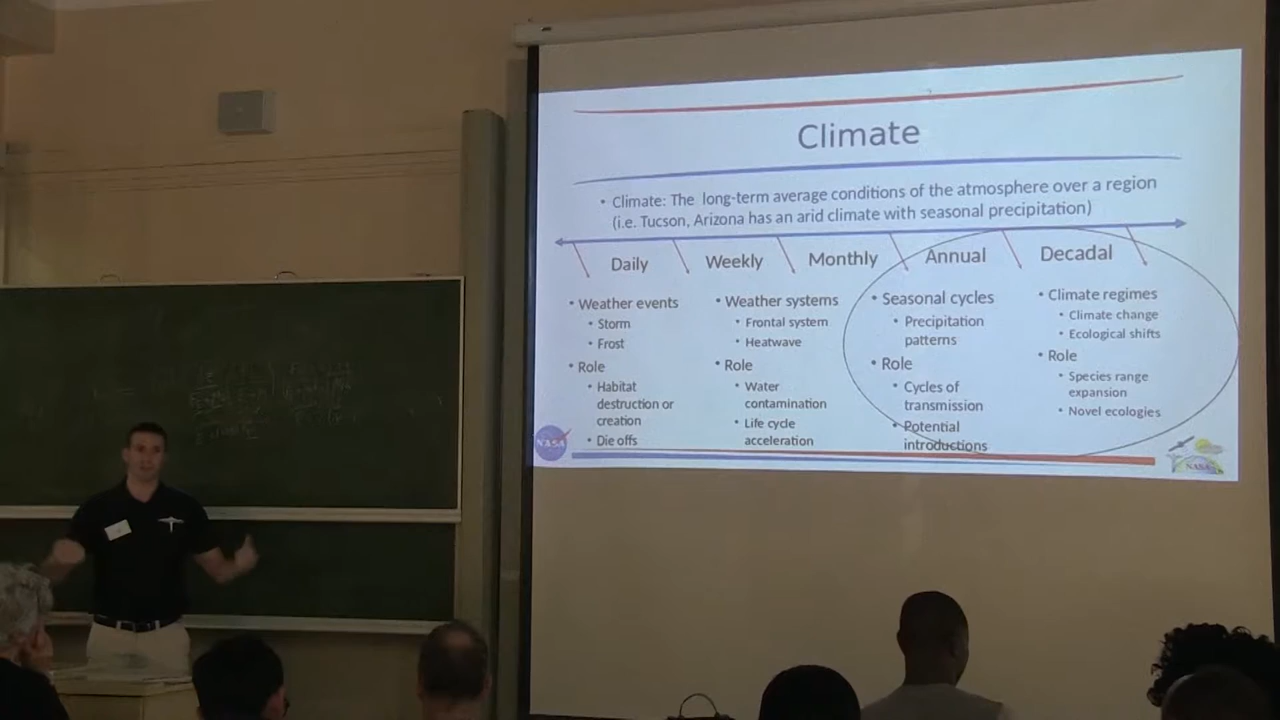 Climate
• Climate: The long-term average conditions of the atmosphere over a region
(i.e. Tucson, Arizona has an arid climate with seasonal precipitation)
Daily
• Weather events
• Storm
• Frost
• Role
• Habitat
destruction or
creation
• Die offs
Weekly
Monthly
• Weather systems
• Frontal system
• Heatwave
• Role
• Water
contamination
• Life cycle
acceleration
Annual
• Seasonal cycles
• Precipitation
patterns
• Role
• Cycles of
transmission
• Potential
introductions
Decadal
• Climate regimes
• Climate change
• Ecological shifts
• Role
• Species range
expansion
• Novel ecologies
NASA
NASA